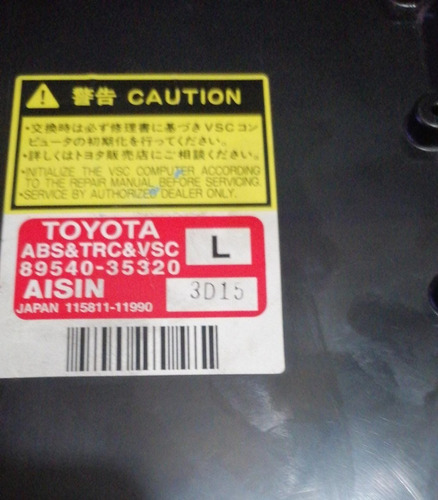 警告 CAUTION
・交換時は必ず修理書に基づきVSCコン
ピュータの初期化を行ってください。
・詳しくはトヨタ販売店にご相談ください。
・INITIALIZE THE VSC COMPUTER ACCORDING
TO THE REPAIR MANUAL BEFORE SERVICING.
・SERVICE BY AUTHORIZED DEALER ONLY.
TOYOTA
ABS&TRC&VSC L
89540-35320
AISIN 3D15
JAPAN 115811-11990